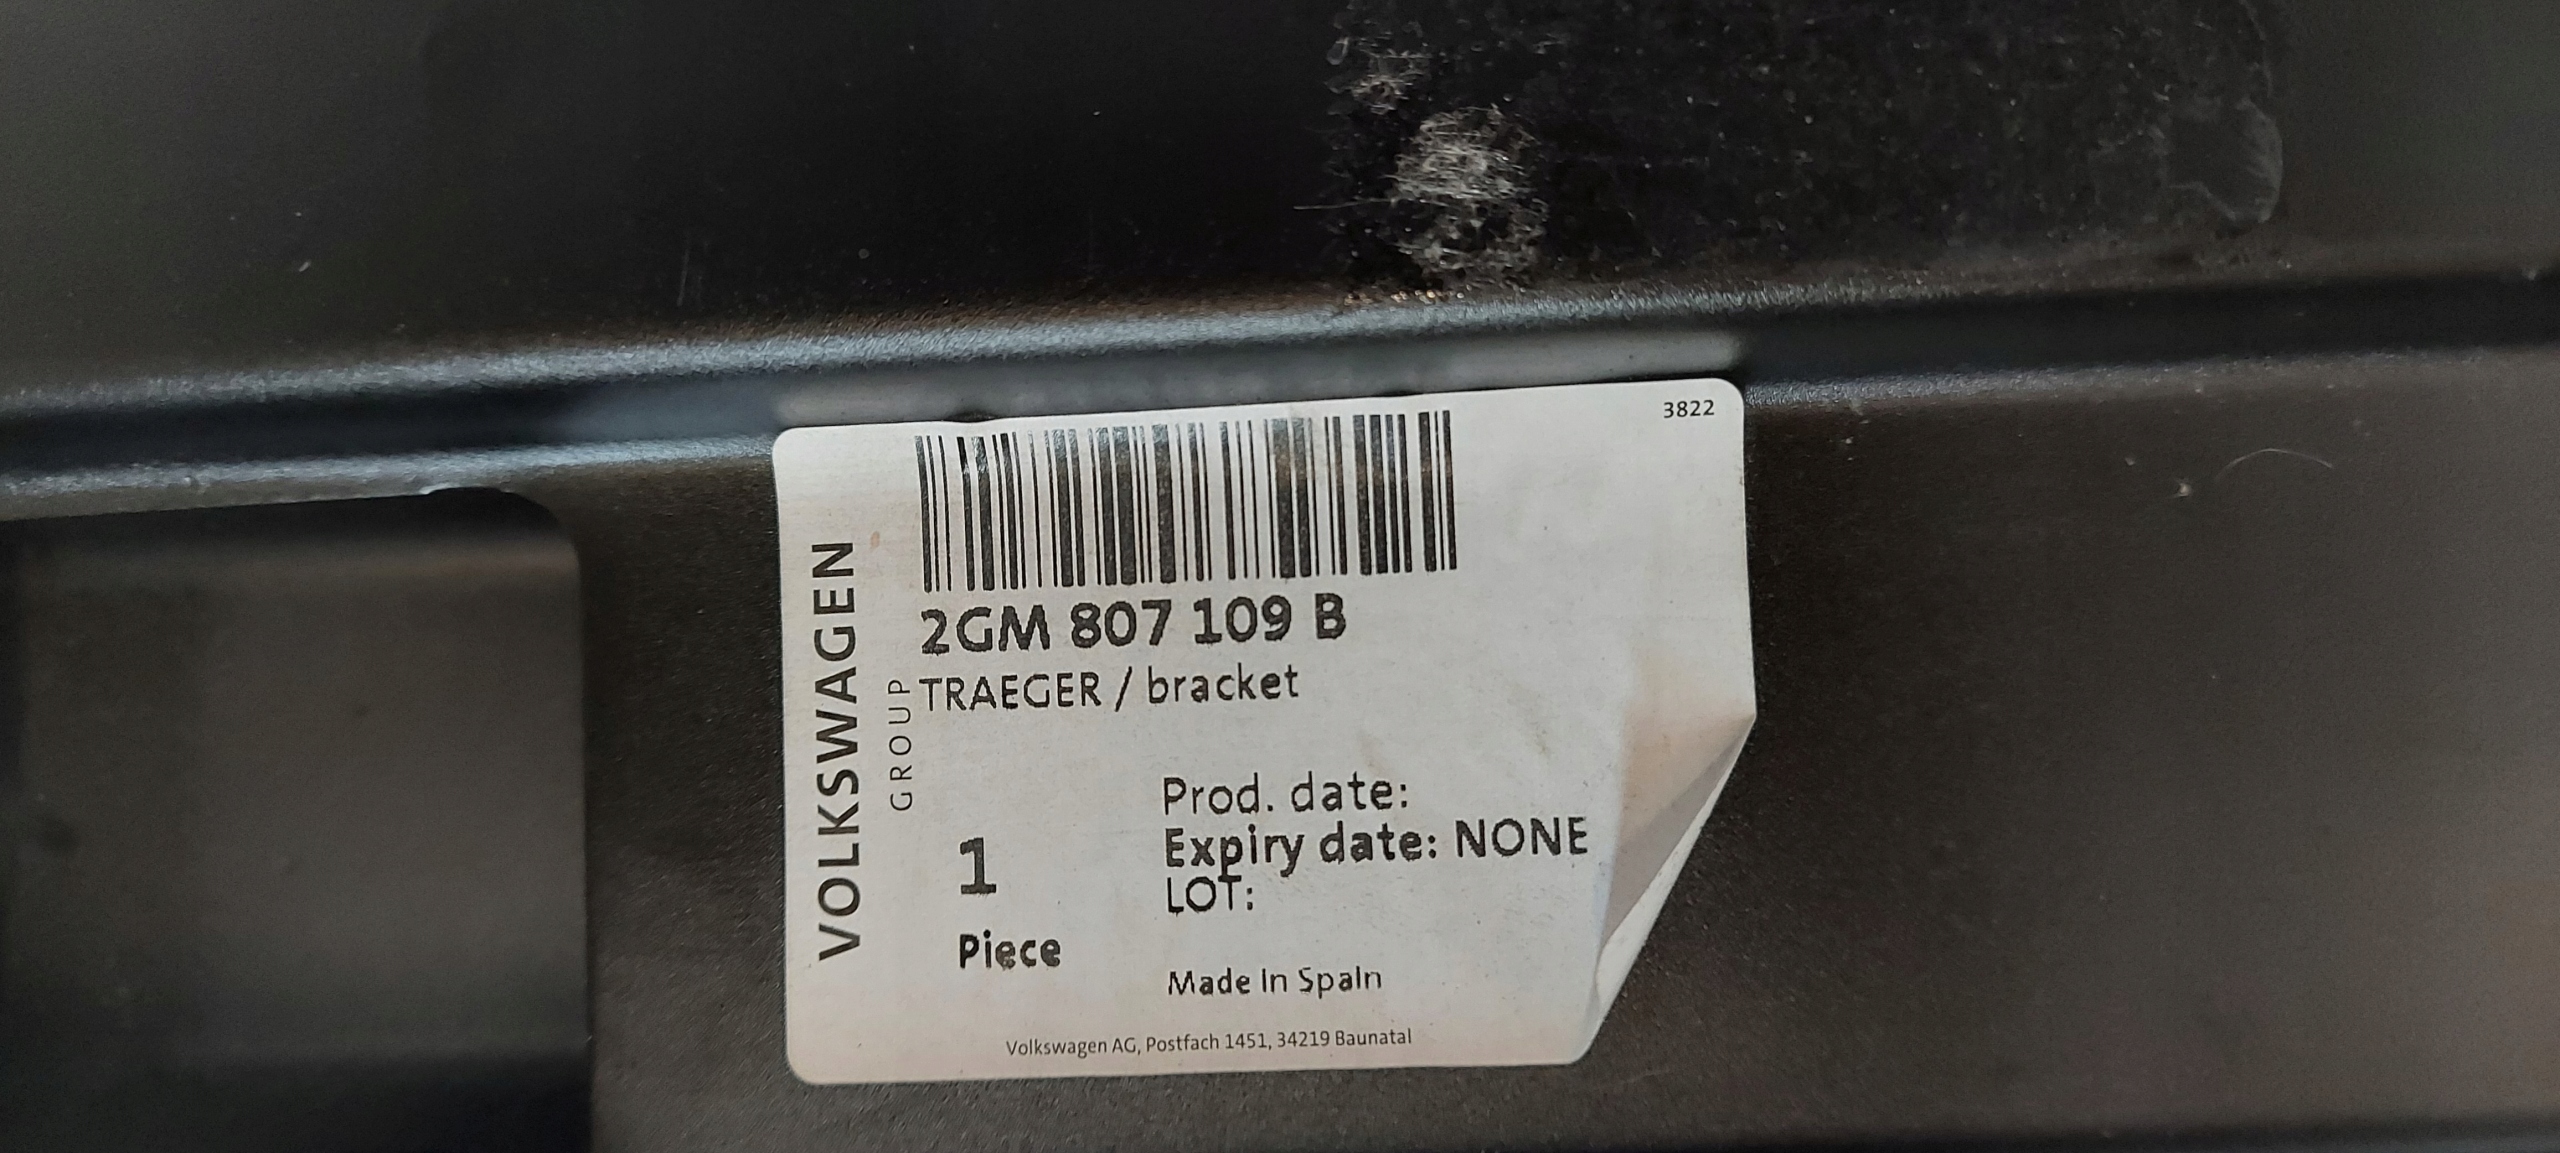 3822
VOLKSWAGEN
GROUP
2GM 807 109 B
TRAEGER / bracket
Prod. date:
Expiry date: NONE
LOT:
1
Piece
Made In Spain
Volkswagen AG, Postfach 1451, 34219 Baunatal